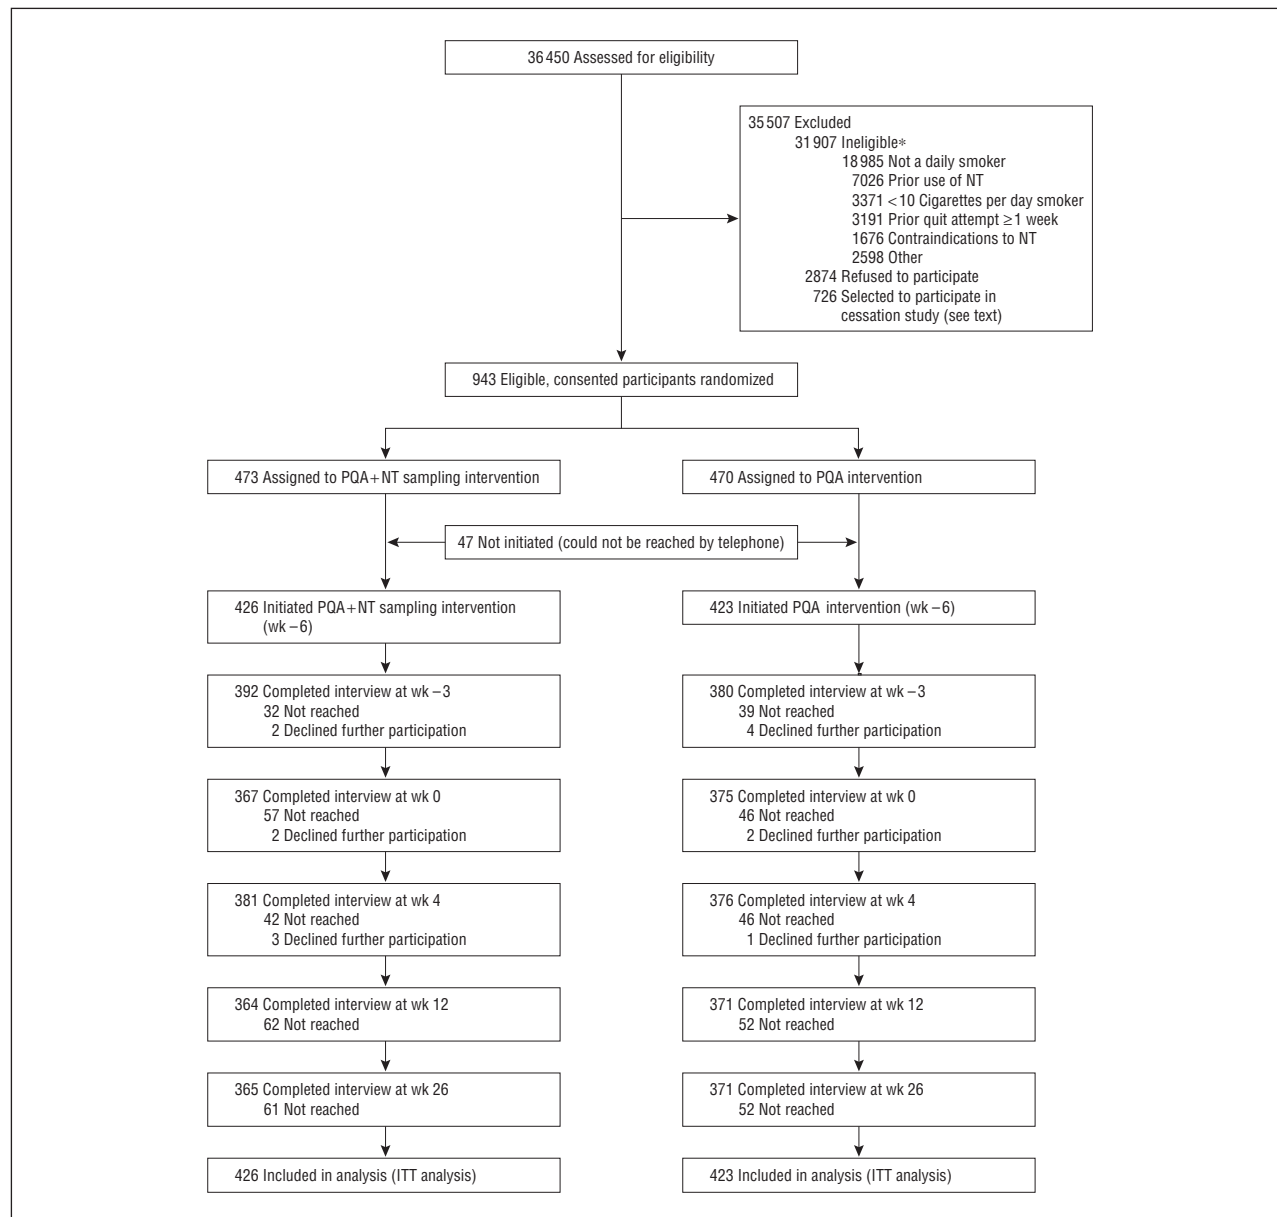 36 450 Assessed for eligibility
35 507 Excluded
31 907 Ineligible*
18 985 Not a daily smoker
7026 Prior use of NT
3371 <10 Cigarettes per day smoker
3191 Prior quit attempt ≥1 week
1676 Contraindications to NT
2598 Other
2874 Refused to participate
726 Selected to participate in
cessation study (see text)
943 Eligible, consented participants randomized
473 Assigned to PQA+NT sampling intervention
470 Assigned to PQA intervention
47 Not initiated (could not be reached by telephone)
426 Initiated PQA+NT sampling intervention
(wk –6)
423 Initiated PQA intervention (wk –6)
392 Completed interview at wk –3
32 Not reached
2 Declined further participation
380 Completed interview at wk –3
39 Not reached
4 Declined further participation
367 Completed interview at wk 0
57 Not reached
2 Declined further participation
375 Completed interview at wk 0
46 Not reached
2 Declined further participation
381 Completed interview at wk 4
42 Not reached
3 Declined further participation
376 Completed interview at wk 4
46 Not reached
1 Declined further participation
364 Completed interview at wk 12
62 Not reached
371 Completed interview at wk 12
52 Not reached
365 Completed interview at wk 26
61 Not reached
371 Completed interview at wk 26
52 Not reached
426 Included in analysis (ITT analysis)
423 Included in analysis (ITT analysis)